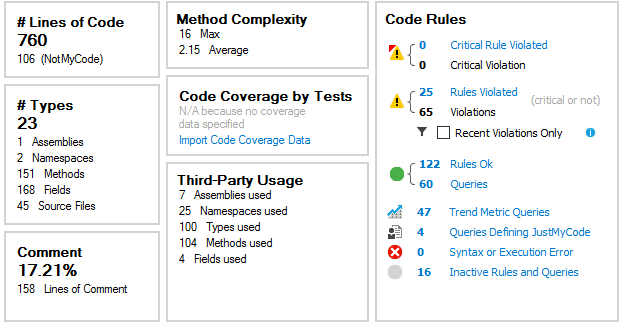 # Lines of Code
760
106 (NotMyCode)
# Types
23
1 Assemblies
2 Namespaces
151 Methods
168 Fields
45 Source Files
Comment
17.21%
158 Lines of Comment
Method Complexity
16 Max
2.15 Average
Code Coverage by Tests
N/A because no coverage
data specified
Import Code Coverage Data
Third-Party Usage
7 Assemblies used
25 Namespaces used
100 Types used
104 Methods used
4 Fields used
Code Rules
0 Critical Rule Violated
0 Critical Violation
25 Rules Violated (critical or not)
65 Violations
Recent Violations Only
122 Rules Ok
60 Queries
47 Trend Metric Queries
4 Queries Defining JustMyCode
0 Syntax or Execution Error
16 Inactive Rules and Queries